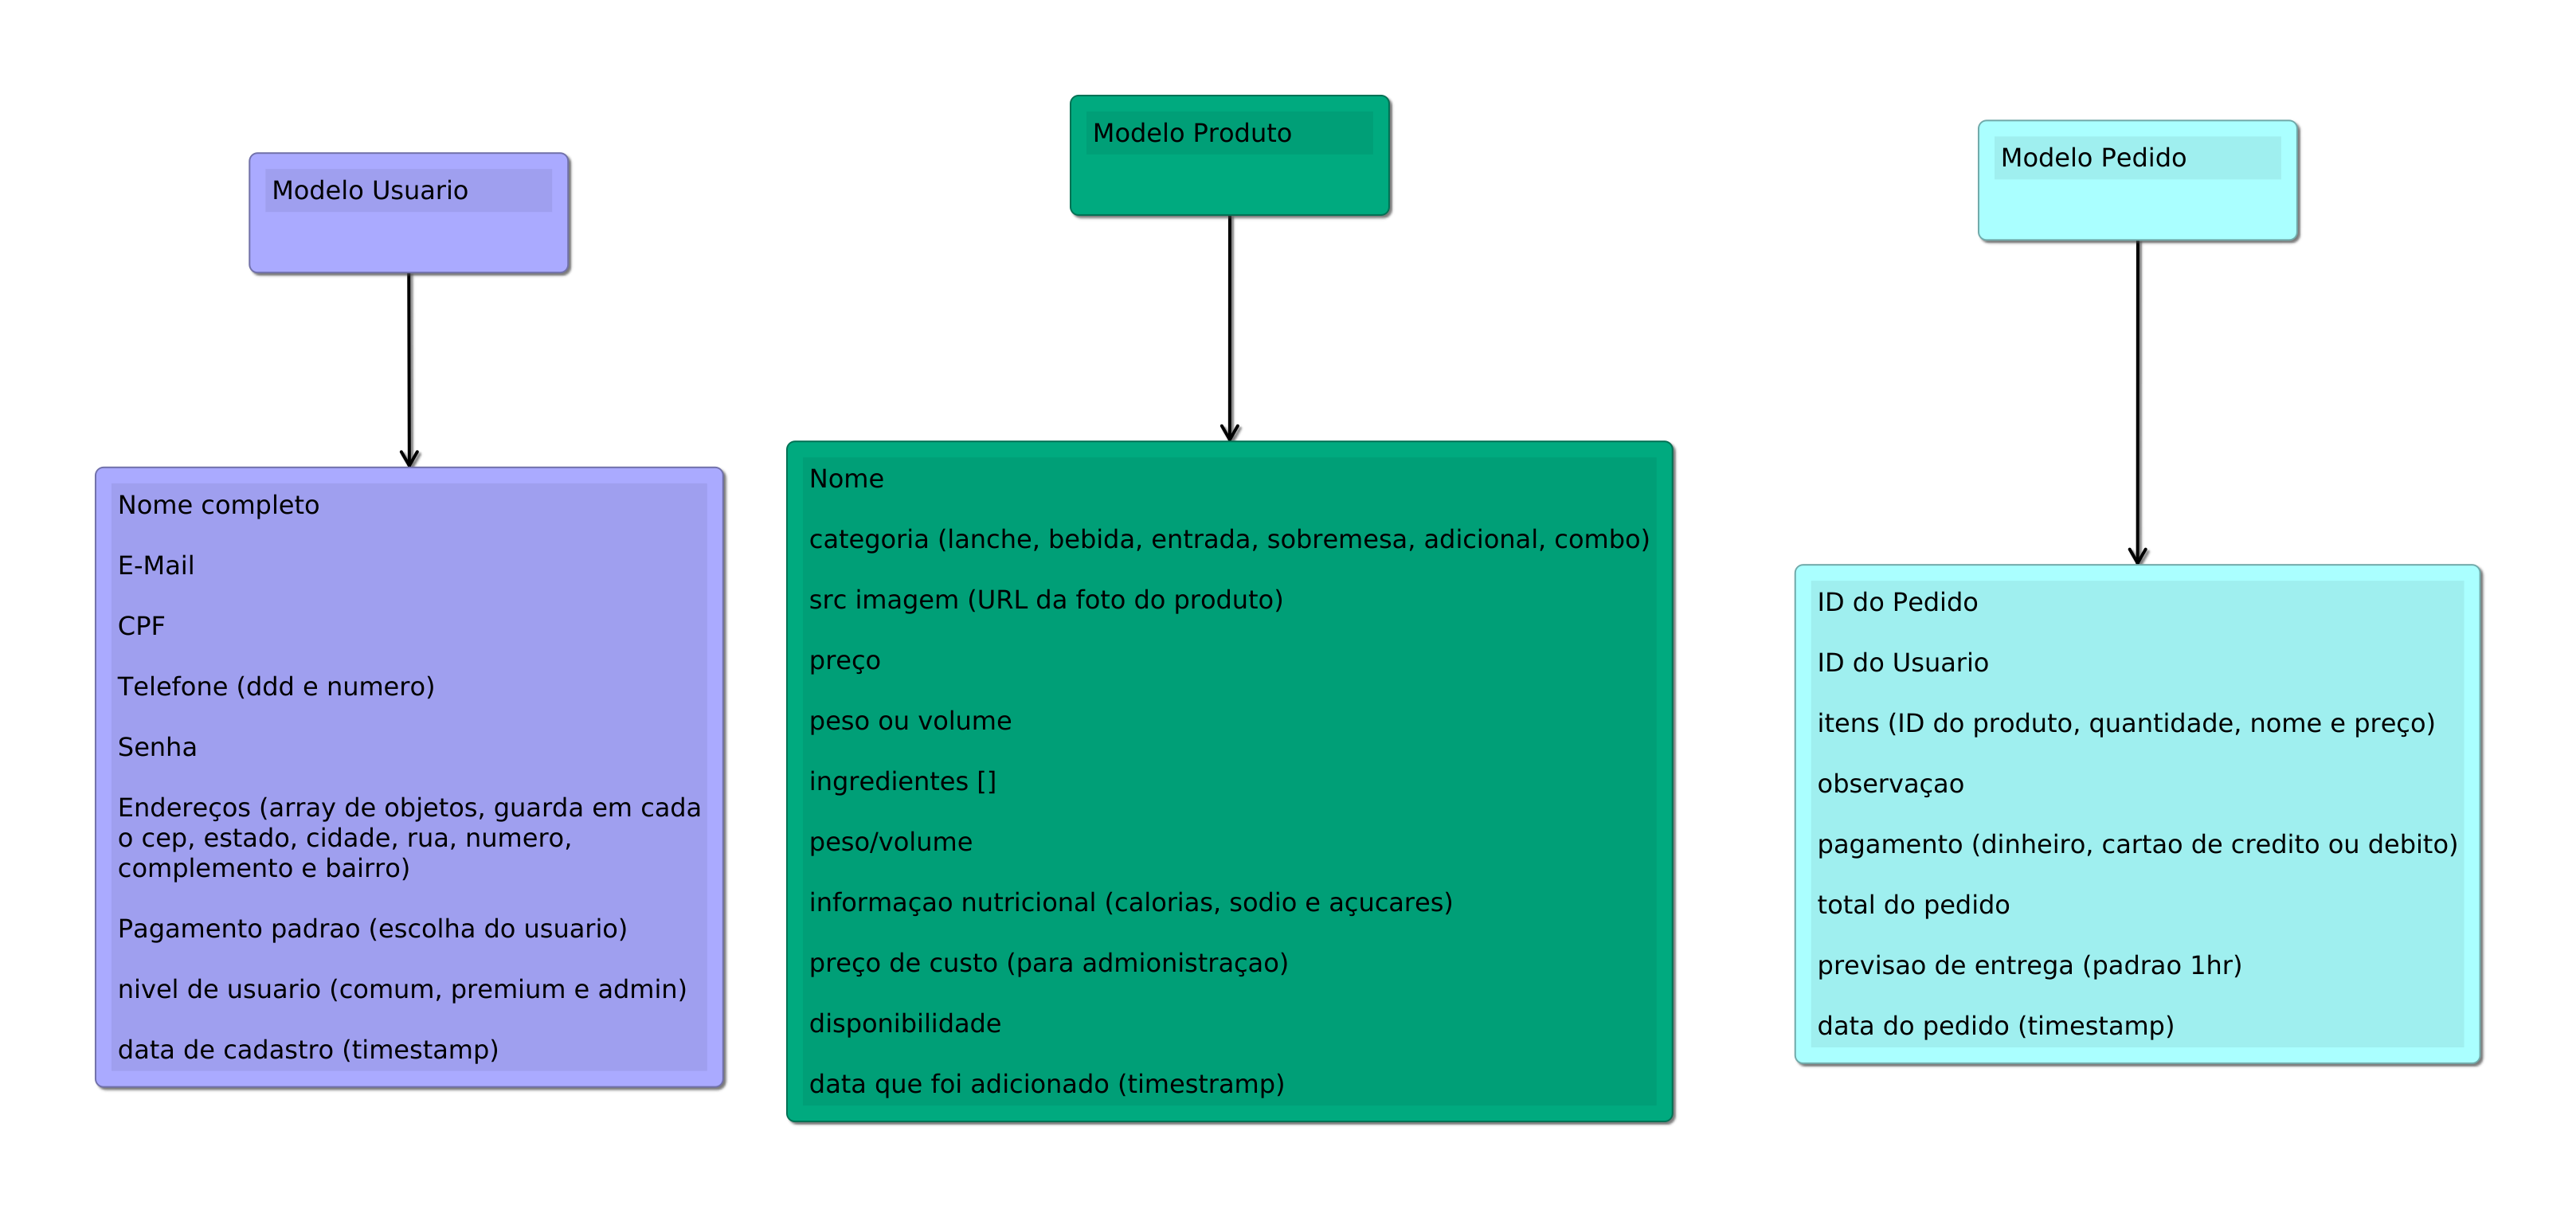 Modelo Usuario
Nome completo
E-Mail
CPF
Telefone (ddd e numero)
Senha
Endereços (array de objetos, guarda em cada
o cep, estado, cidade, rua, numero,
complemento e bairro)
Pagamento padrao (escolha do usuario)
nivel de usuario (comum, premium e admin)
data de cadastro (timestamp)
Modelo Produto
Nome
categoria (lanche, bebida, entrada, sobremesa, adicional, combo)
src imagem (URL da foto do produto)
preço
peso ou volume
ingredientes []
peso/volume
informaçao nutricional (calorias, sodio e açucares)
preço de custo (para admionistraçao)
disponibilidade
data que foi adicionado (timestramp)
Modelo Pedido
ID do Pedido
ID do Usuario
itens (ID do produto, quantidade, nome e preço)
observaçao
pagamento (dinheiro, cartao de credito ou debito)
total do pedido
previsao de entrega (padrao 1hr)
data do pedido (timestamp)